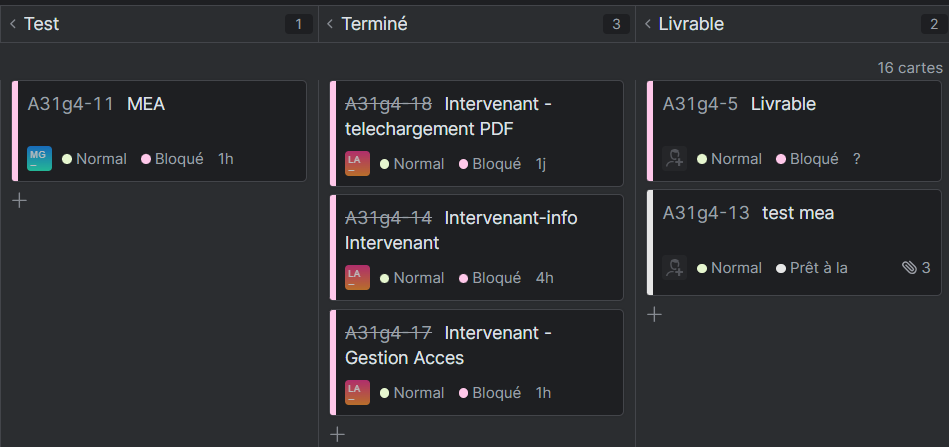 Test 1
Terminé 3
Livrable 2
16 cartes
A31g4-11 MEA
MG
Normal Bloqué 1h
A31g4-18 Intervenant -
telechargement PDF
LA
Normal Bloqué 1j
A31g4-14 Intervenant-info
Intervenant
LA
Normal Bloqué 4h
A31g4-17 Intervenant -
Gestion Acces
LA
Normal Bloqué 1h
A31g4-5 Livrable
Normal Bloqué ?
A31g4-13 test mea
Normal Prêt à la 3